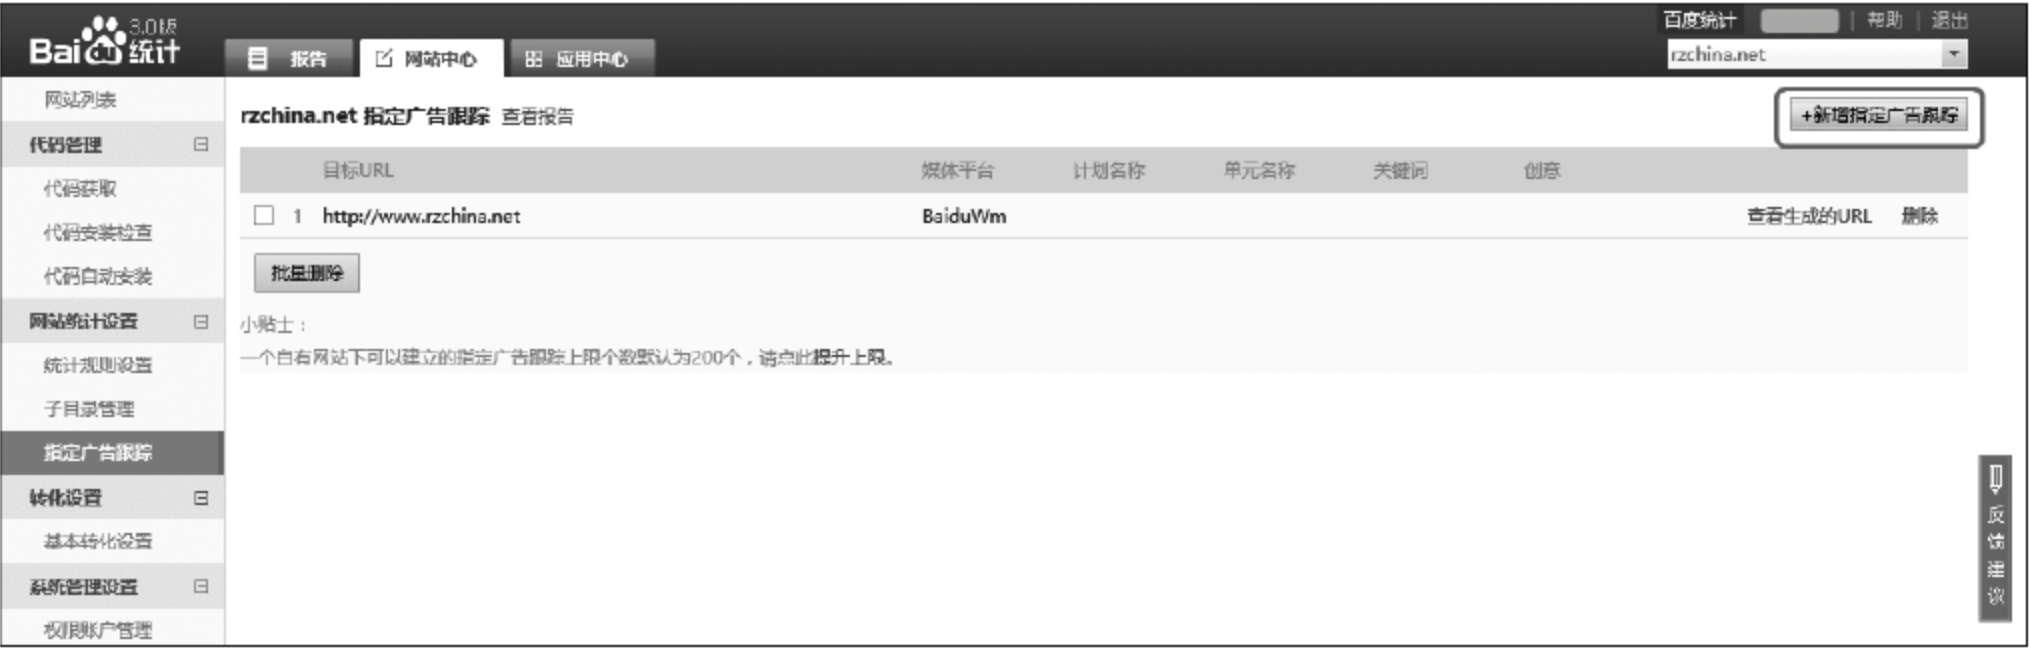 Bai du 统计 3.0版
百度统计 | 帮助 | 退出
报告 网站中心 应用中心
rzchina.net
网站列表
代码管理
代码获取
代码安装检查
代码自动安装
网站统计设置
统计规则设置
子目录管理
指定广告跟踪
转化设置
基本转化设置
系统管理设置
权限账户管理
rzchina.net 指定广告跟踪 查看报告
+新增指定广告跟踪
目标URL 媒体平台 计划名称 单元名称 关键词 创意
1 http://www.rzchina.net BaiduWm 查看生成的URL 删除
批量删除
小贴士：
一个自有网站下可以建立的指定广告跟踪上限个数默认为200个，请点此提升上限。
反馈建议